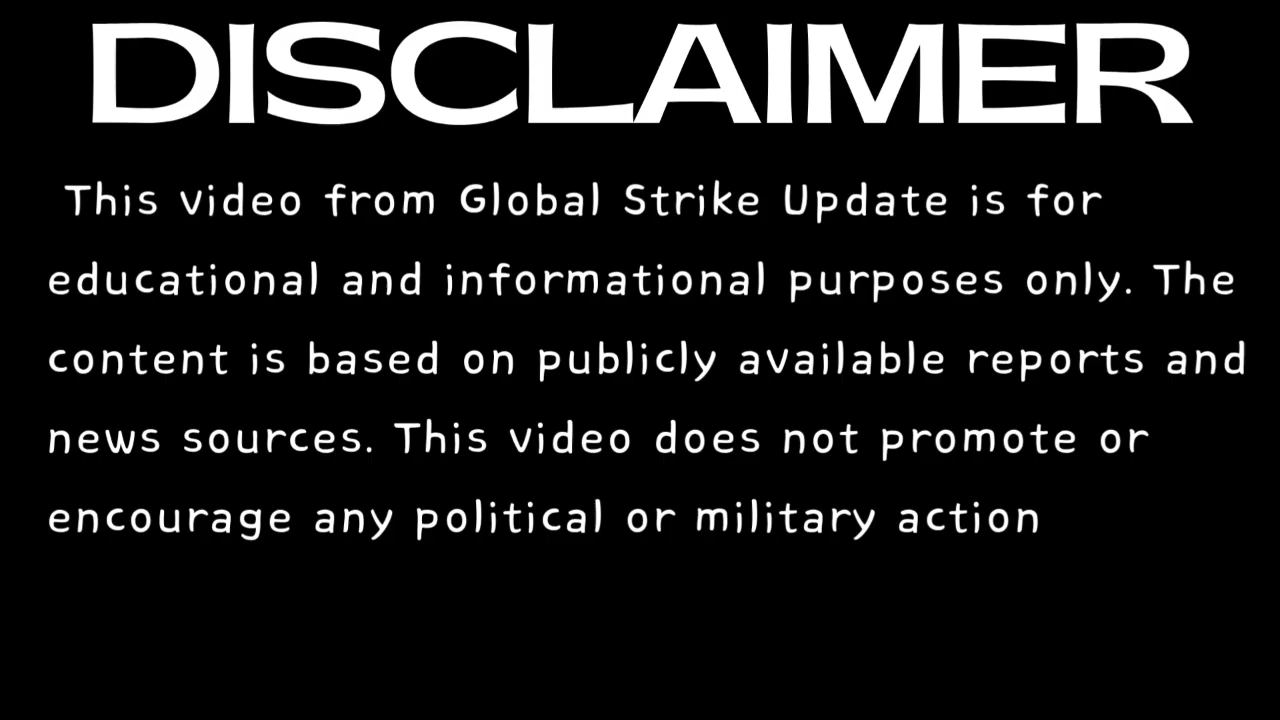 DISCLAIMER
This video from Global Strike Update is for
educational and informational purposes only. The
content is based on publicly available reports and
news sources. This video does not promote or
encourage any political or military action